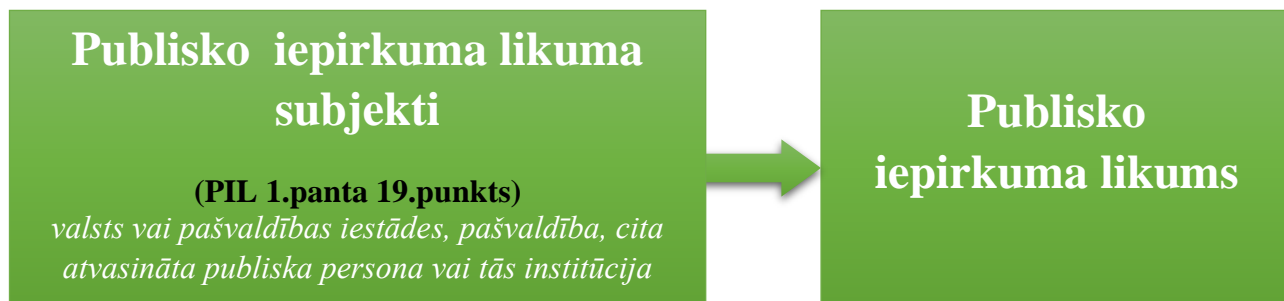 Publisko iepirkuma likuma
subjekti
(PIL 1.panta 19.punkts)
valsts vai pašvaldības iestādes, pašvaldība, cita
atvasināta publiska persona vai tās institūcija
Publisko
iepirkuma likums